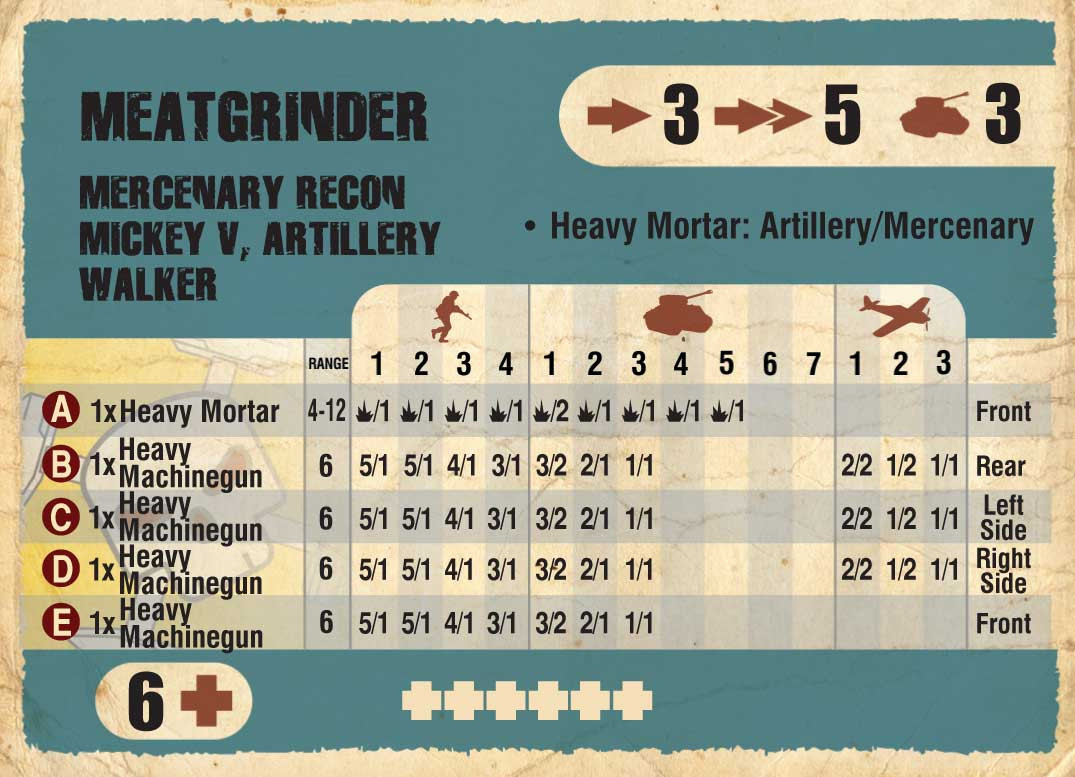 MEATGRINDER
3 5 3
MERCENARY RECON
MICKEY V, ARTILLERY
WALKER
• Heavy Mortar: Artillery/Mercenary
RANGE 1 2 3 4 1 2 3 4 5 6 7 1 2 3
A 1x Heavy Mortar 4-12 /1 /1 /1 /1 /2 /1 /1 /1 /1 Front
B 1x Heavy Machinegun 6 5/1 5/1 4/1 3/1 3/2 2/1 1/1 2/2 1/2 1/1 Rear
C 1x Heavy Machinegun 6 5/1 5/1 4/1 3/1 3/2 2/1 1/1 2/2 1/2 1/1 Left Side
D 1x Heavy Machinegun 6 5/1 5/1 4/1 3/1 3/2 2/1 1/1 2/2 1/2 1/1 Right Side
E 1x Heavy Machinegun 6 5/1 5/1 4/1 3/1 3/2 2/1 1/1 Front
6